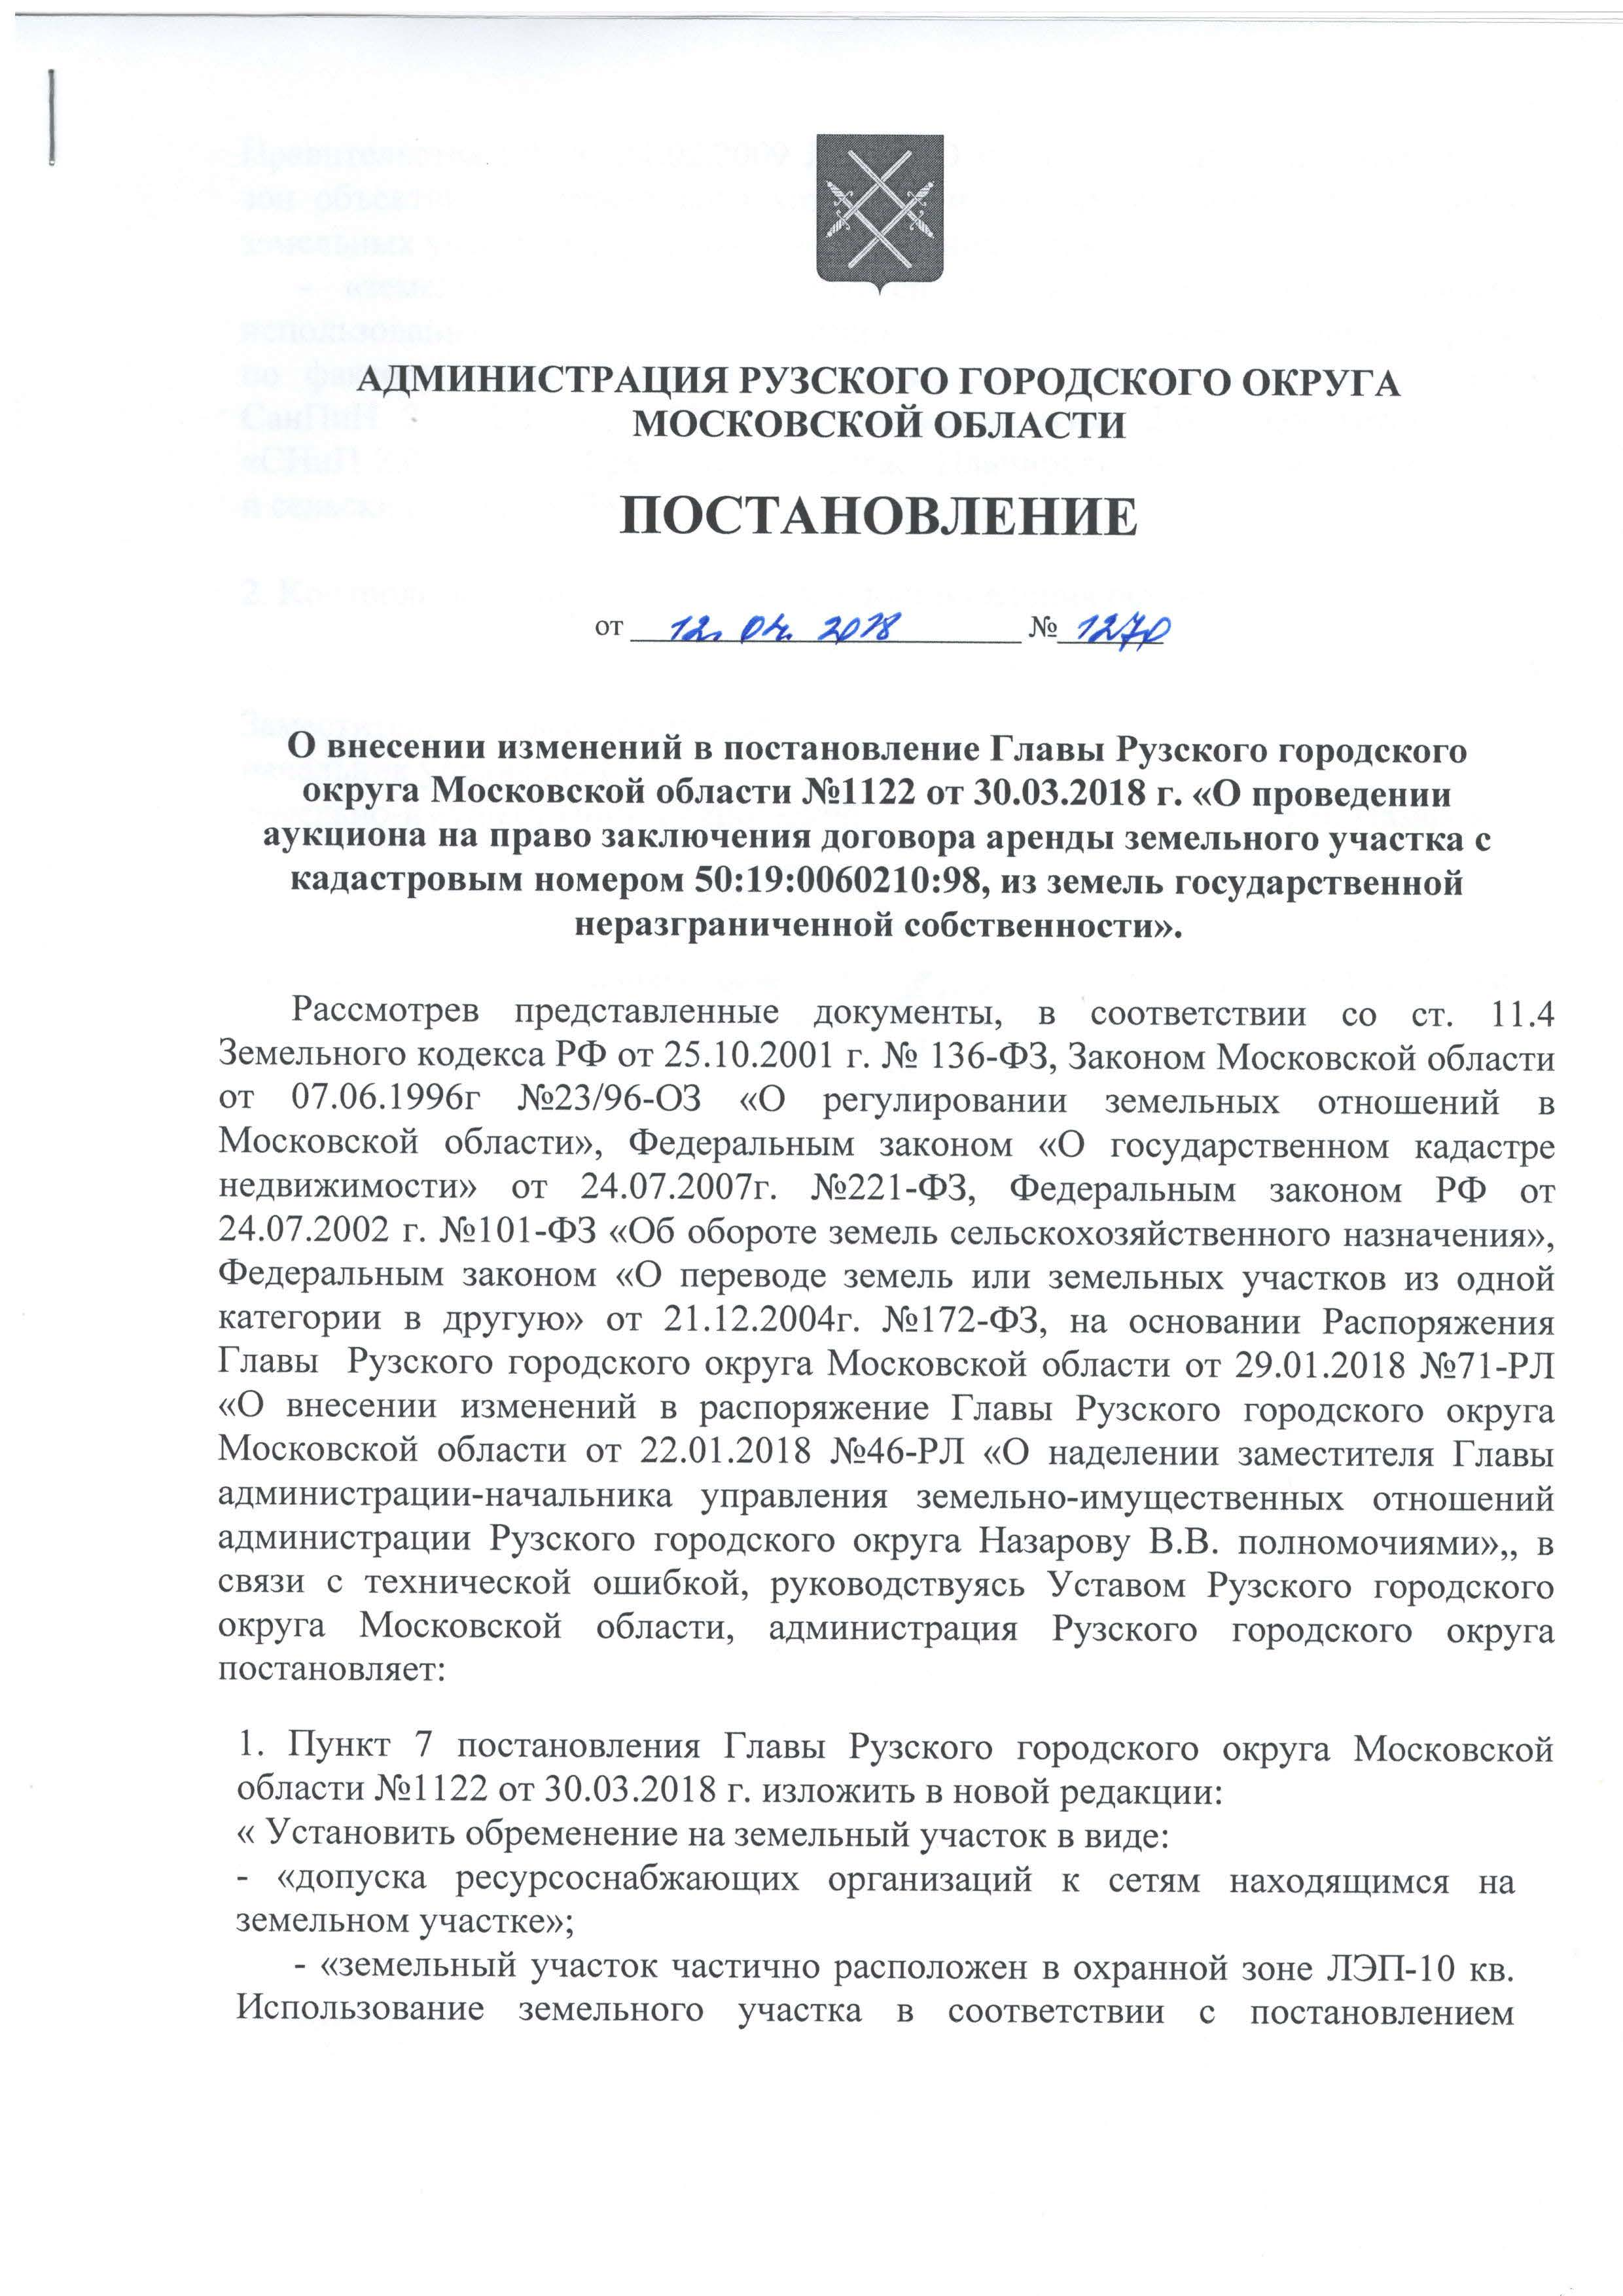 АДМИНИСТРАЦИЯ РУЗСКОГО ГОРОДСКОГО ОКРУГА
МОСКОВСКОЙ ОБЛАСТИ
ПОСТАНОВЛЕНИЕ
от 12.04.2018 № 1270
О внесении изменений в постановление Главы Рузского городского
округа Московской области №1122 от 30.03.2018 г. «О проведении
аукциона на право заключения договора аренды земельного участка с
кадастровым номером 50:19:0060210:98, из земель государственной
неразграниченной собственности».
Рассмотрев представленные документы, в соответствии со ст. 11.4
Земельного кодекса РФ от 25.10.2001 г. № 136-ФЗ, Законом Московской области
от 07.06.1996г №23/96-ОЗ «О регулировании земельных отношений в
Московской области», Федеральным законом «О государственном кадастре
недвижимости» от 24.07.2007г. №221-ФЗ, Федеральным законом РФ от
24.07.2002 г. №101-ФЗ «Об обороте земель сельскохозяйственного назначения»,
Федеральным законом «О переводе земель или земельных участков из одной
категории в другую» от 21.12.2004г. №172-ФЗ, на основании Распоряжения
Главы Рузского городского округа Московской области от 29.01.2018 №71-РЛ
«О внесении изменений в распоряжение Главы Рузского городского округа
Московской области от 22.01.2018 №46-РЛ «О наделении заместителя Главы
администрации-начальника управления земельно-имущественных отношений
администрации Рузского городского округа Назарову В.В. полномочиями»,, в
связи с технической ошибкой, руководствуясь Уставом Рузского городского
округа Московской области, администрация Рузского городского округа
постановляет:
1. Пункт 7 постановления Главы Рузского городского округа Московской
области №1122 от 30.03.2018 г. изложить в новой редакции:
« Установить обременение на земельный участок в виде:
- «допуска ресурсоснабжающих организаций к сетям находящимся на
земельном участке»;
- «земельный участок частично расположен в охранной зоне ЛЭП-10 кв.
Использование земельного участка в соответствии с постановлением